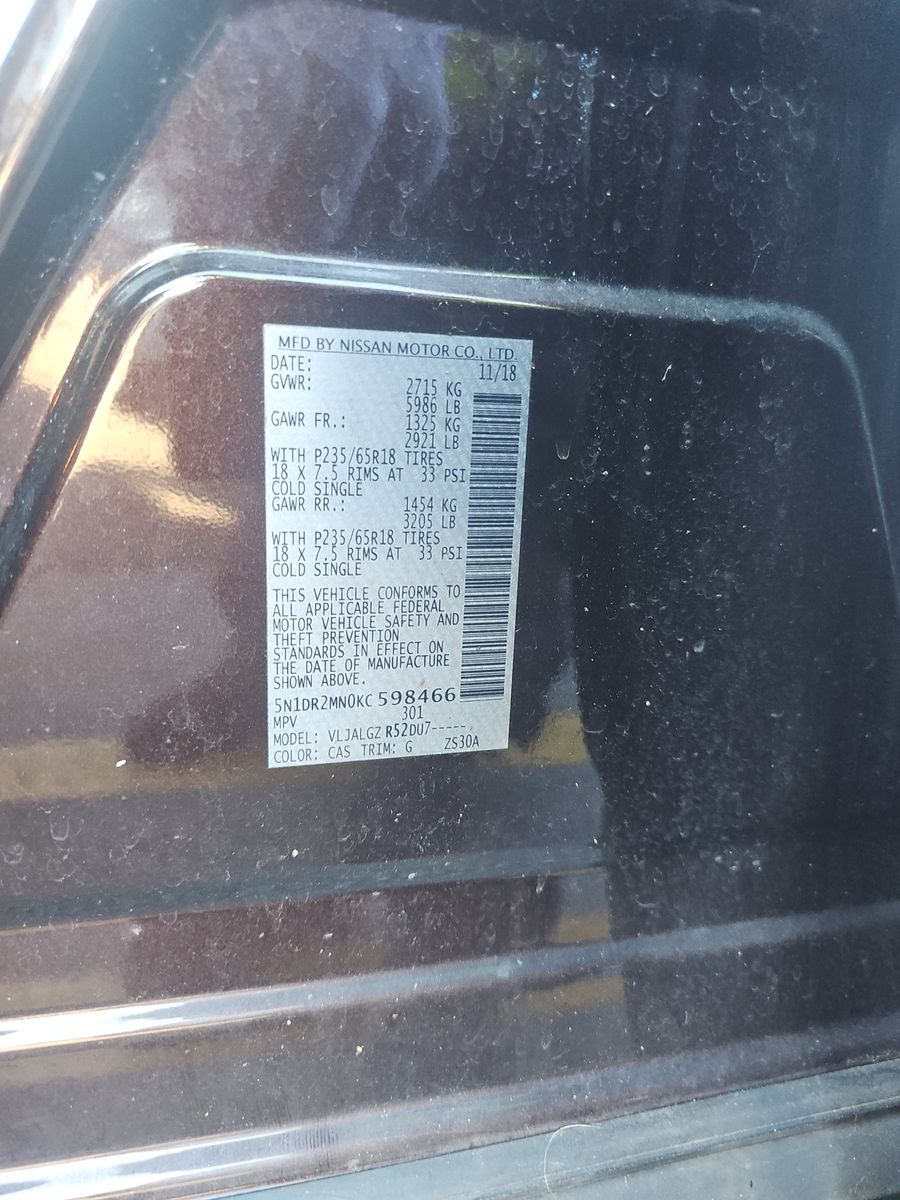 MFD BY NISSAN MOTOR CO., LTD.
DATE: 11/18
GVWR: 2715 KG
5986 LB
GAWR FR.: 1325 KG
2921 LB
WITH P235/65R18 TIRES
18 X 7.5 RIMS AT 33 PSI
COLD SINGLE
GAWR RR.: 1454 KG
3205 LB
WITH P235/65R18 TIRES
18 X 7.5 RIMS AT 33 PSI
COLD SINGLE
THIS VEHICLE CONFORMS TO
ALL APPLICABLE FEDERAL
MOTOR VEHICLE SAFETY AND
THEFT PREVENTION
STANDARDS IN EFFECT ON
THE DATE OF MANUFACTURE
SHOWN ABOVE.
5N1DR2MN0KC598466
MPV 301
MODEL: VLJALGZ R52DU7-----
COLOR: CAS TRIM: G ZS30A